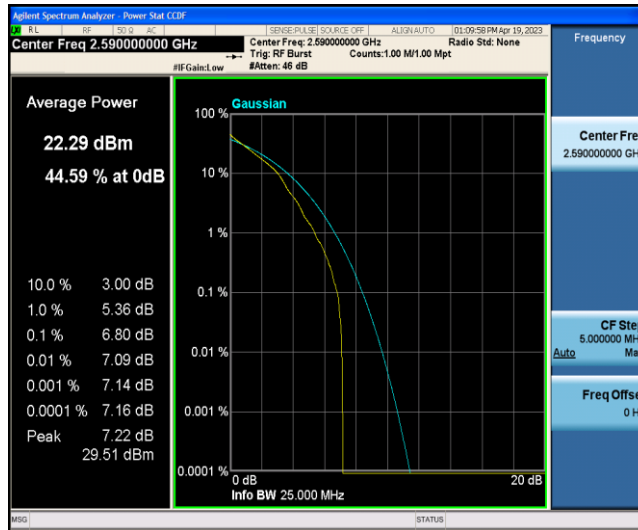 Agilent Spectrum Analyzer - Power Stat CCDF
RL RF 50 Ω AC SENSE:PULSE SOURCE OFF ALIGN AUTO 01:09:58 PM Apr 19, 2023
Center Freq 2.590000000 GHz
Center Freq: 2.590000000 GHz Radio Std: None
Trig: RF Burst Counts:1.00 M/1.00 Mpt
#IFGain:Low #Atten: 46 dB
Frequency
Average Power
22.29 dBm
44.59 % at 0dB
10.0 % 3.00 dB
1.0 % 5.36 dB
0.1 % 6.80 dB
0.01 % 7.09 dB
0.001 % 7.14 dB
0.0001 % 7.16 dB
Peak 7.22 dB
29.51 dBm
Gaussian
100 %
10 %
1 %
0.1 %
0.01 %
0.001 %
0.0001 %
0 dB 20 dB
Info BW 25.000 MHz
Center Fre
2.590000000 GH
CF Ste
5.000000 MH
Auto Ma
Freq Offse
0 H
MSG STATUS